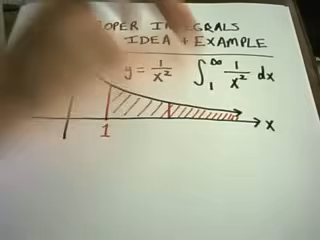 OPER INTEGRALS
IDEA + EXAMPLE
y = 1/x² ∫₁^∞ 1/x² dx
1
x